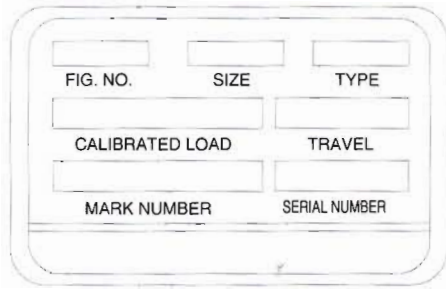 FIG. NO. SIZE TYPE
CALIBRATED LOAD TRAVEL
MARK NUMBER SERIAL NUMBER